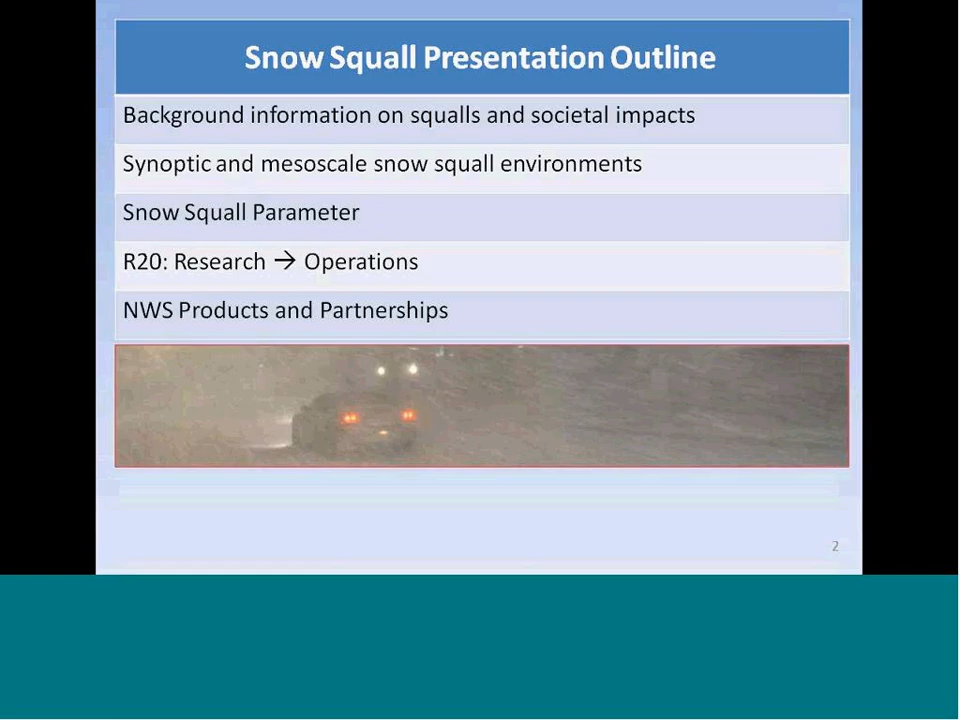 Snow Squall Presentation Outline
Background information on squalls and societal impacts
Synoptic and mesoscale snow squall environments
Snow Squall Parameter
R20: Research → Operations
NWS Products and Partnerships
2